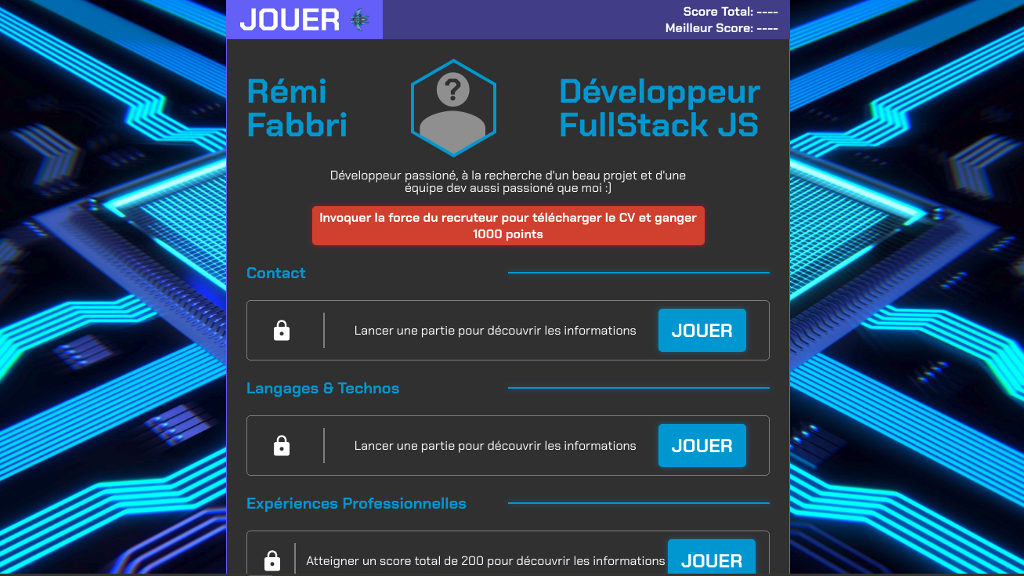 JOUER
Score Total: ----
Meilleur Score: ----
Rémi
Fabbri
?
Développeur
FullStack JS
Développeur passioné, à la recherche d'un beau projet et d'une
équipe dev aussi passioné que moi :)
Invoquer la force du recruteur pour télécharger le CV et ganger
1000 points
Contact
Lancer une partie pour découvrir les informations
JOUER
Langages & Technos
Lancer une partie pour découvrir les informations
JOUER
Expériences Professionnelles
Atteigner un score total de 200 pour découvrir les informations
JOUER